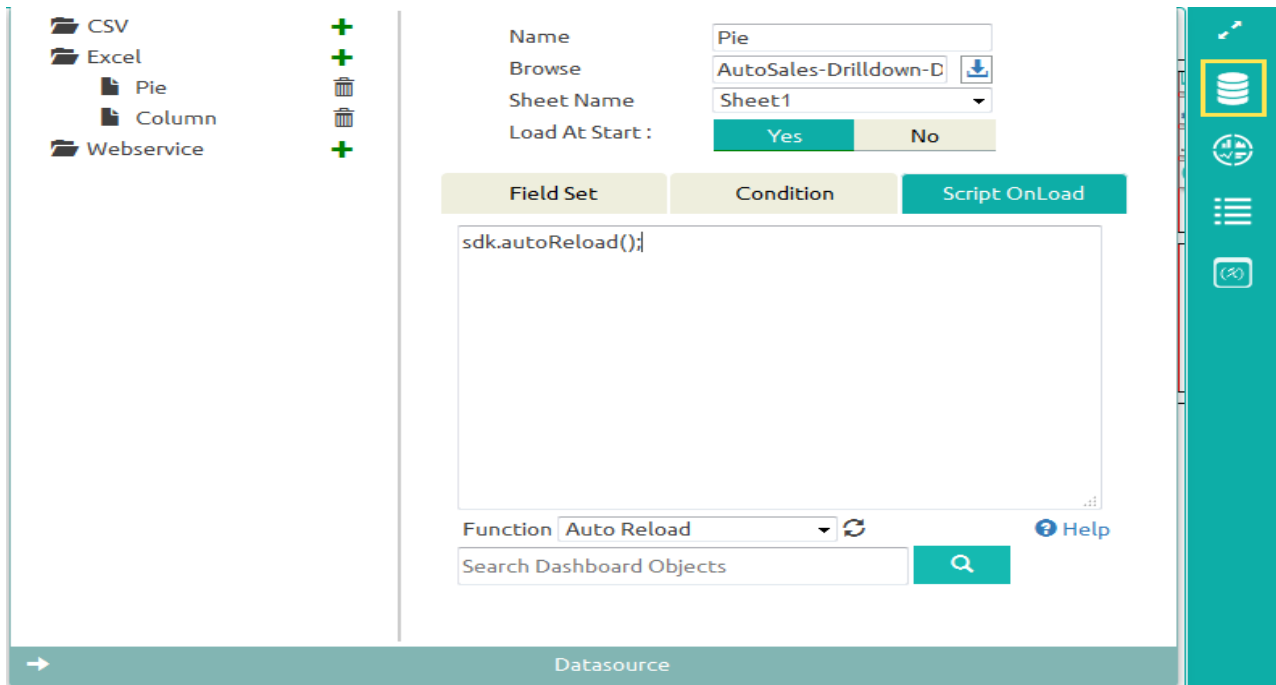 CSV
Excel
Pie
Column
Webservice
Name Pie
Browse AutoSales-Drilldown-D
Sheet Name Sheet1
Load At Start : Yes No
Field Set Condition Script OnLoad
sdk.autoReload();
Function Auto Reload Help
Search Dashboard Objects
Datasource